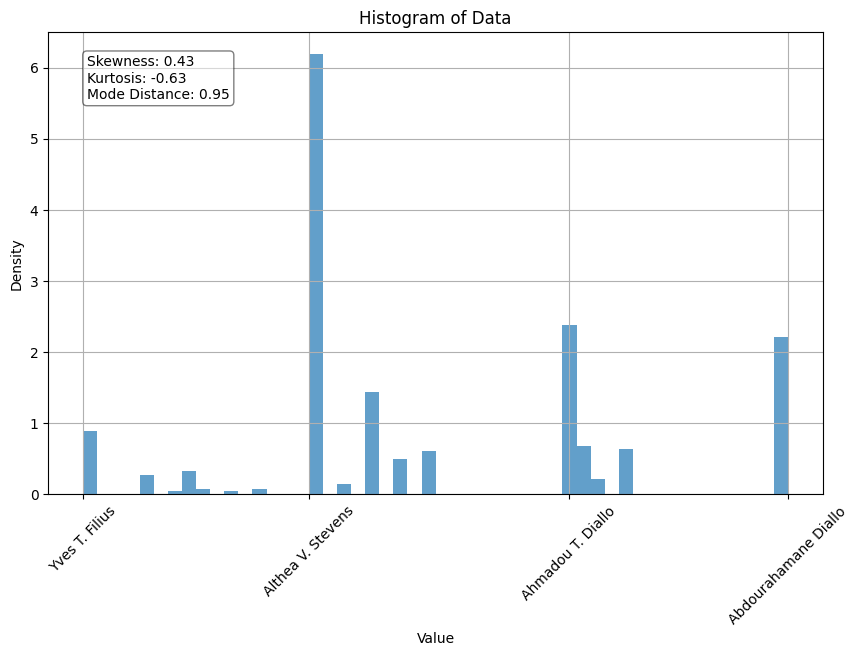 Histogram of Data
Skewness: 0.43
Kurtosis: -0.63
Mode Distance: 0.95
Density
6
5
4
3
2
1
0
Yves T. Filius
Althea V. Stevens
Ahmadou T. Diallo
Abdourahamane Diallo
Value